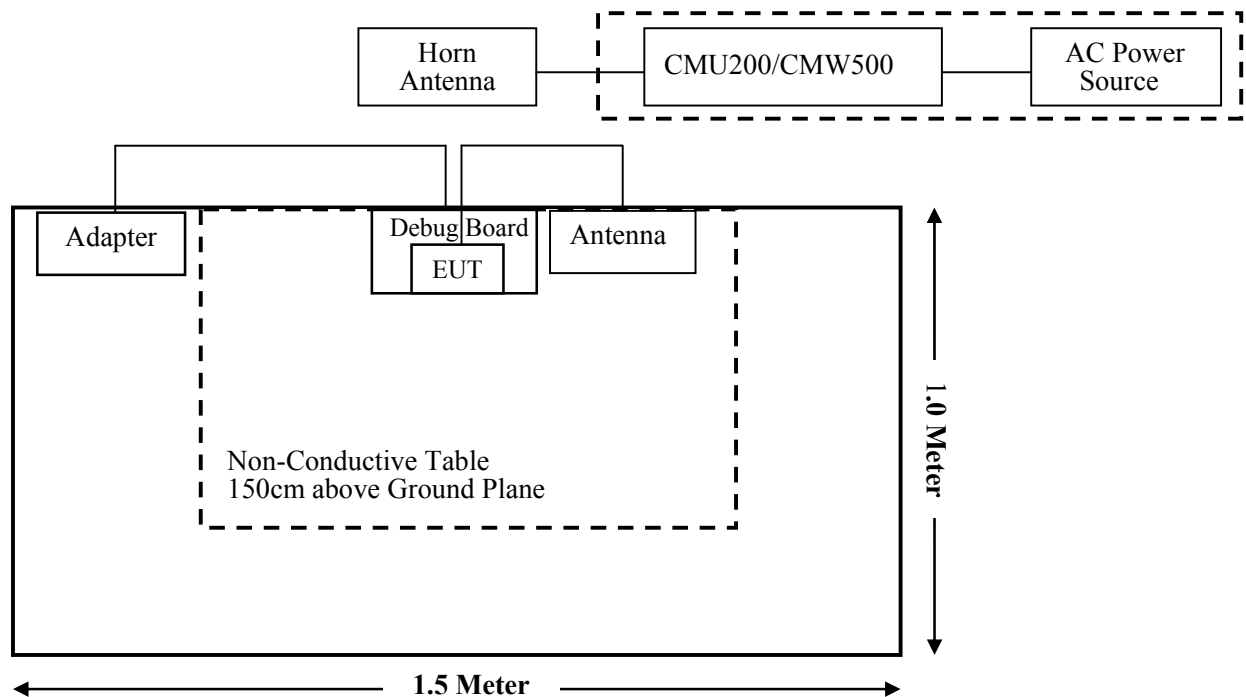 Horn
Antenna
CMU200/CMW500
AC Power
Source
Adapter
Debug Board
EUT
Antenna
Non-Conductive Table
150cm above Ground Plane
1.0 Meter
1.5 Meter